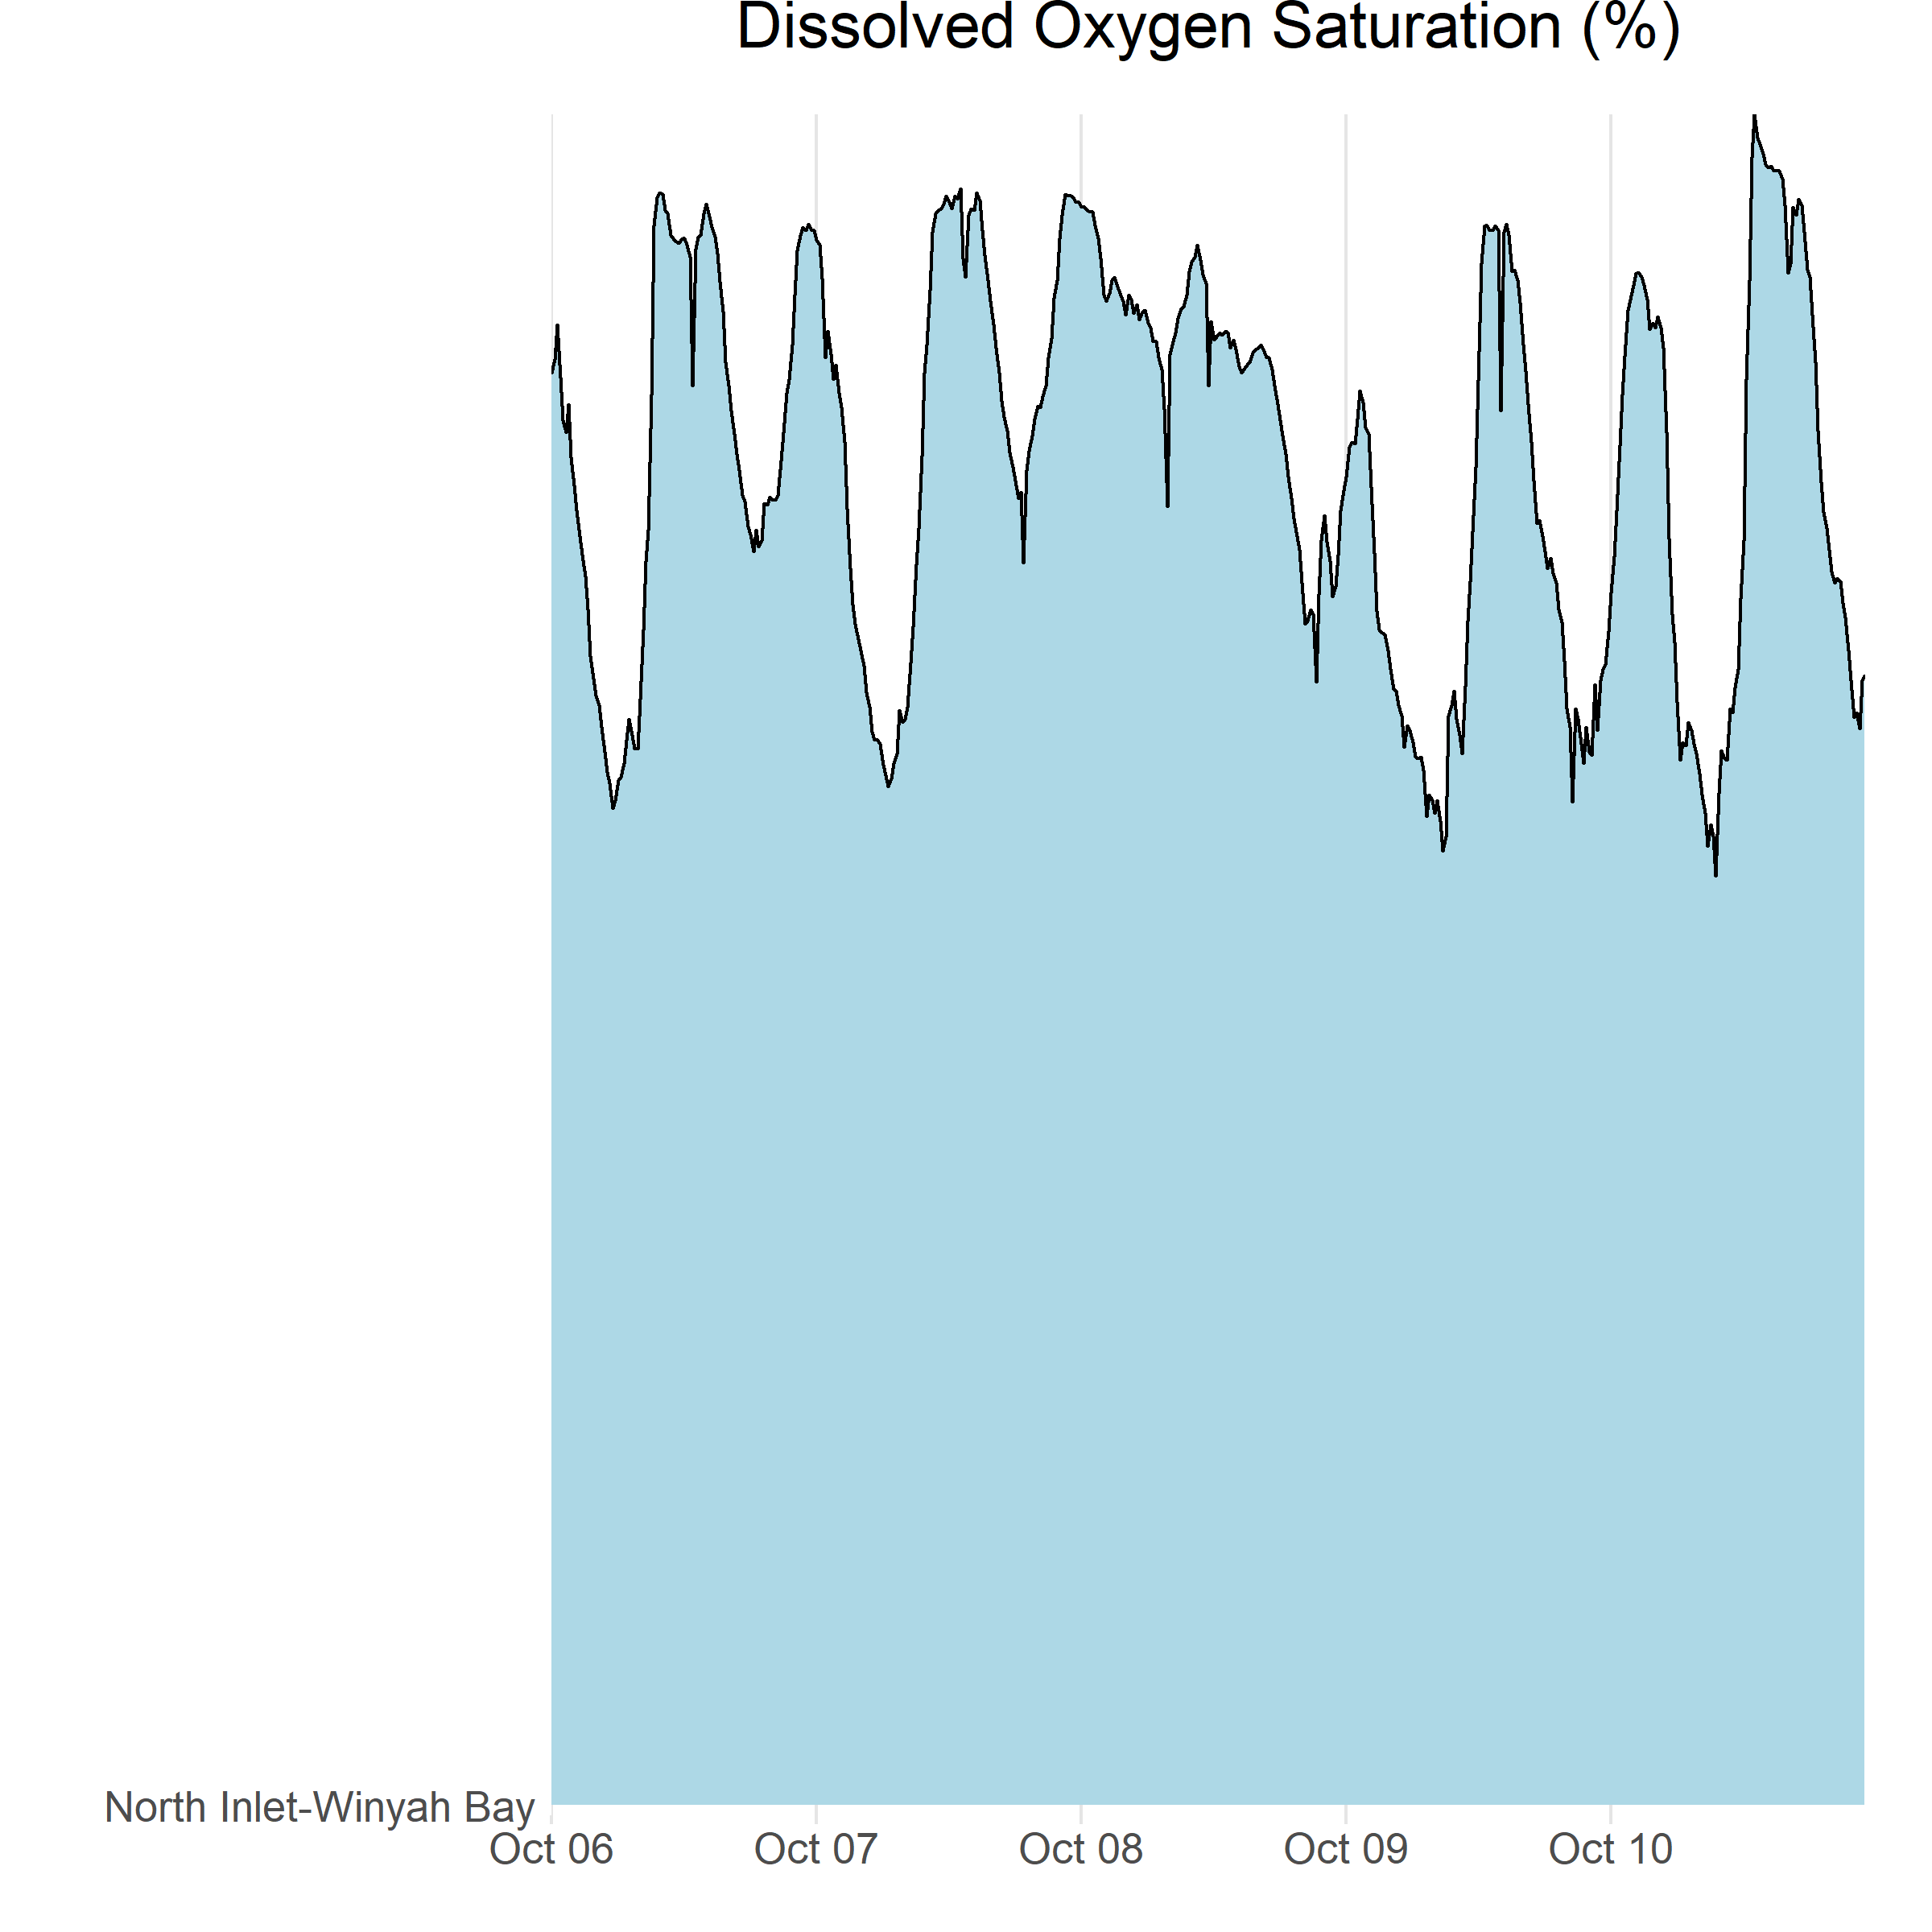 Dissolved Oxygen Saturation (%)
North Inlet-Winyah Bay
Oct 06 Oct 07 Oct 08 Oct 09 Oct 10